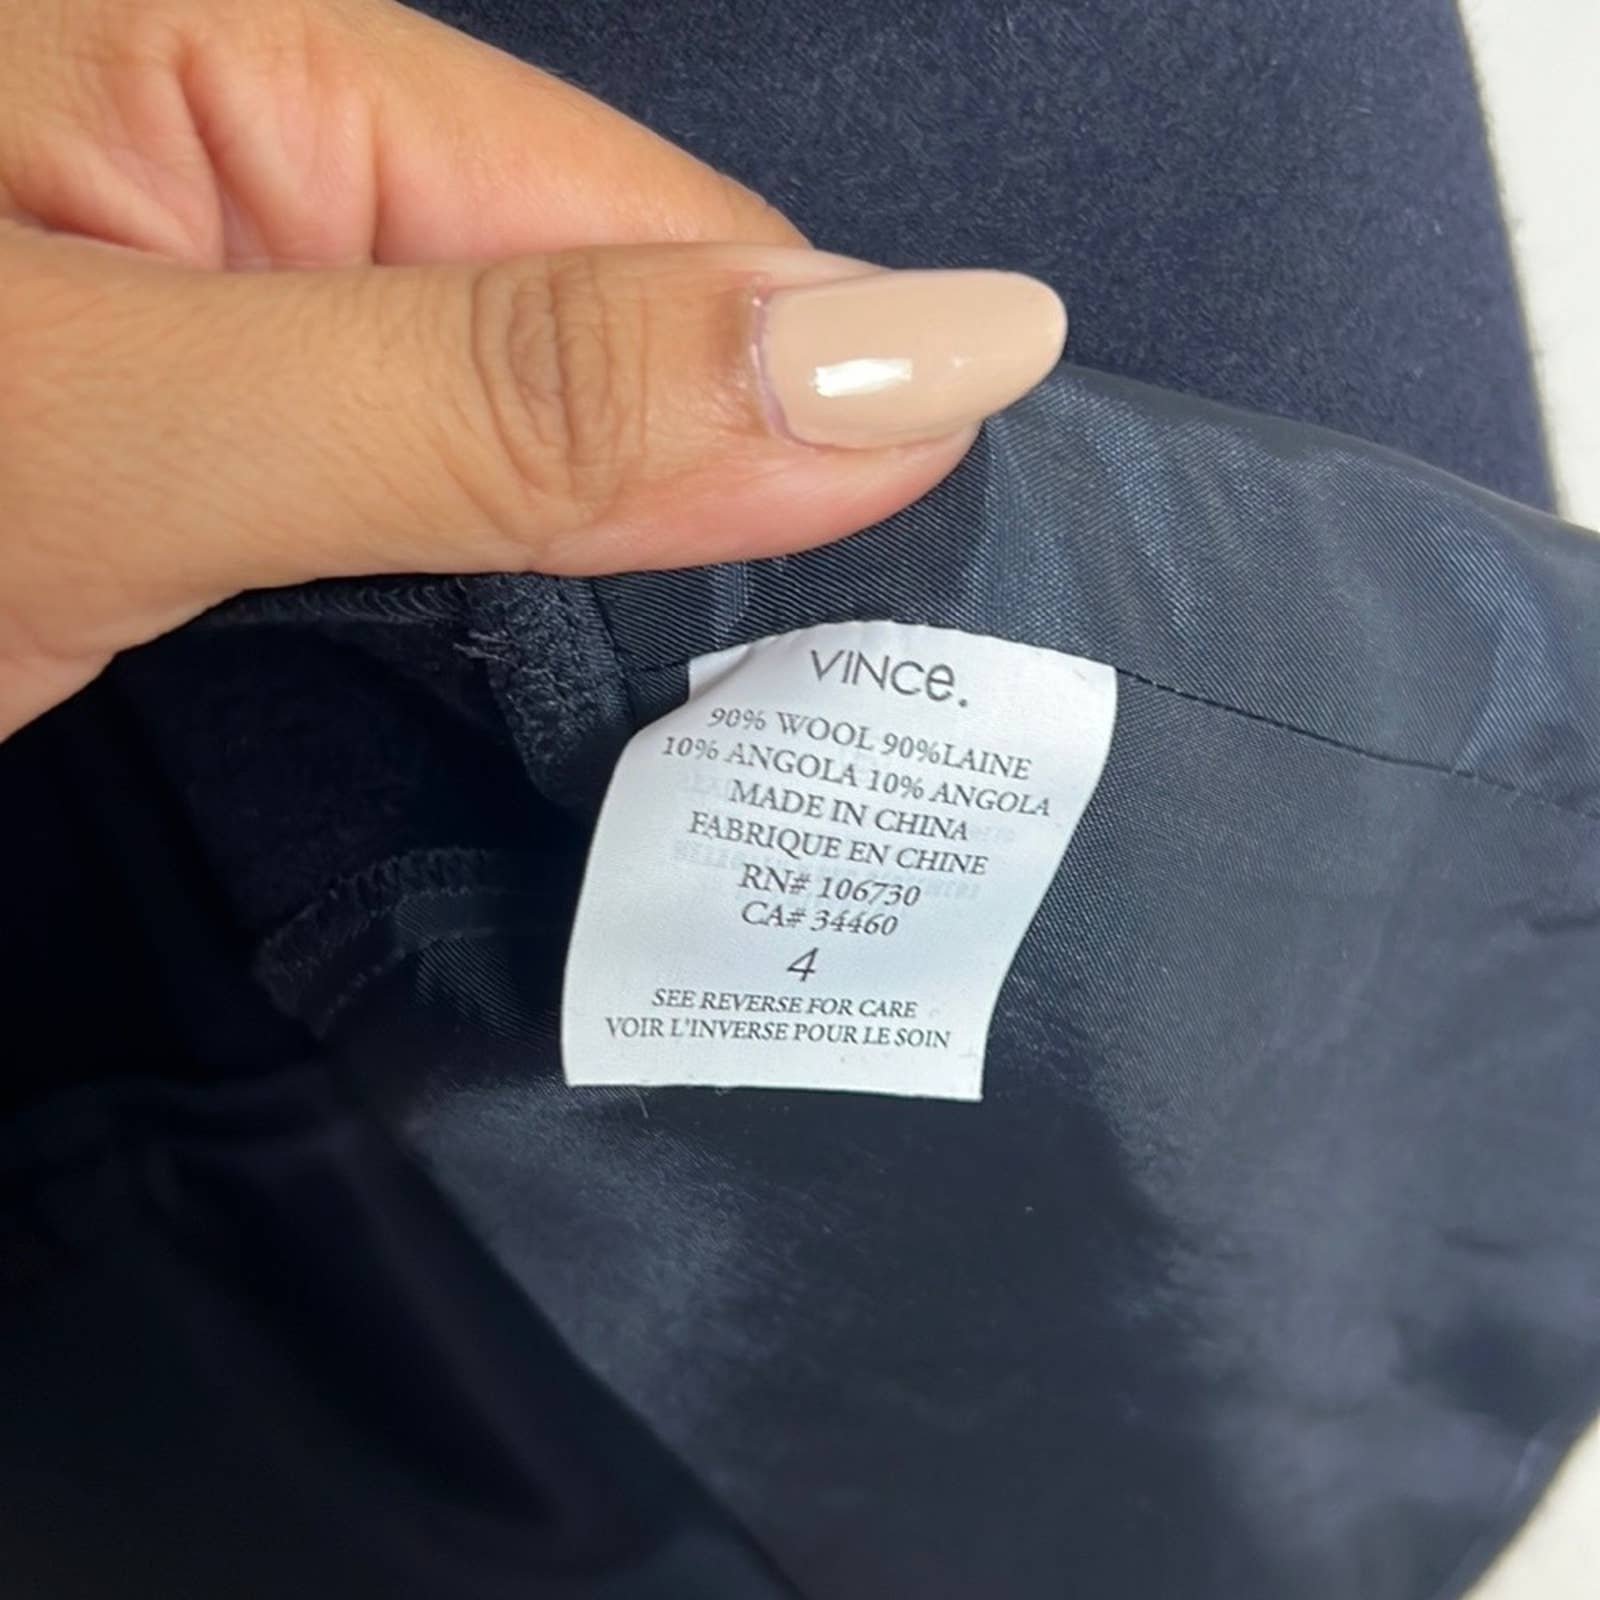 VINCe.
90% WOOL 90%LAINE
10% ANGOLA 10% ANGOLA
MADE IN CHINA
FABRIQUE EN CHINE
RN# 106730
CA# 34460
4
SEE REVERSE FOR CARE
VOIR L'INVERSE POUR LE SOIN